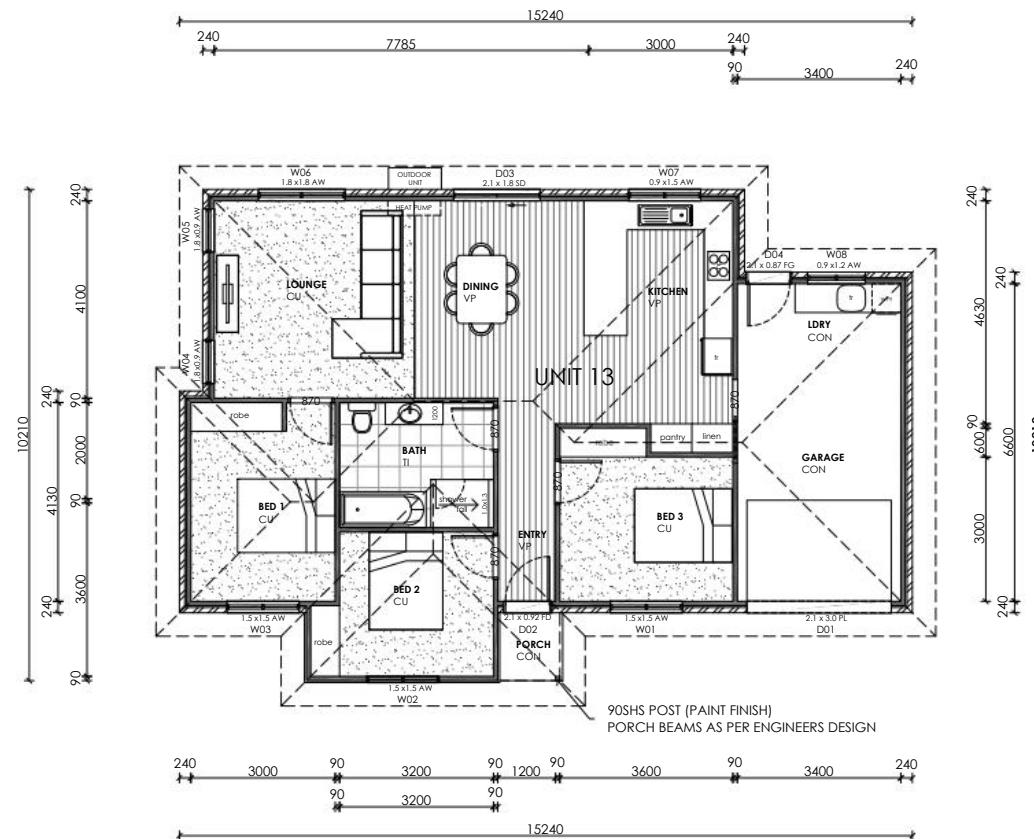 15240
240
7785
3000
240
90
3400
240
W06
1.8 x1.8 AW
OUTDOOR
UNIT
HEAT PUMP
D03
2.1 x 1.8 SD
W07
0.9 x1.5 AW
W05
1.8 x0.9 AW
D04
2.1 x 0.87 FG
W08
0.9 x1.2 AW
LOUNGE
CU
DINING
VP
KITCHEN
VP
fr
LDRY
CON
W04
1.8 x0.9 AW
UNIT 13
870
870
870
robe
1200
BATH
TI
robe
pantry
linen
GARAGE
CON
BED 1
CU
shower
fall
870
BED 3
CU
ENTRY
VP
870
BED 2
CU
robe
1.5 x1.5 AW
W03
2.1 x 0.92 FD
D02
PORCH
CON
1.5 x1.5 AW
W01
2.1 x 3.0 PL
D01
1.5 x1.5 AW
W02
90SHS POST (PAINT FINISH)
PORCH BEAMS AS PER ENGINEERS DESIGN
10210
240
4130
240
240
4100
90
2000
90
3600
90
240
4630
90
600
3000
240
240
6600
240
240
3000
90
3200
90
1200
90
3600
90
3400
240
90
3200
90
15240